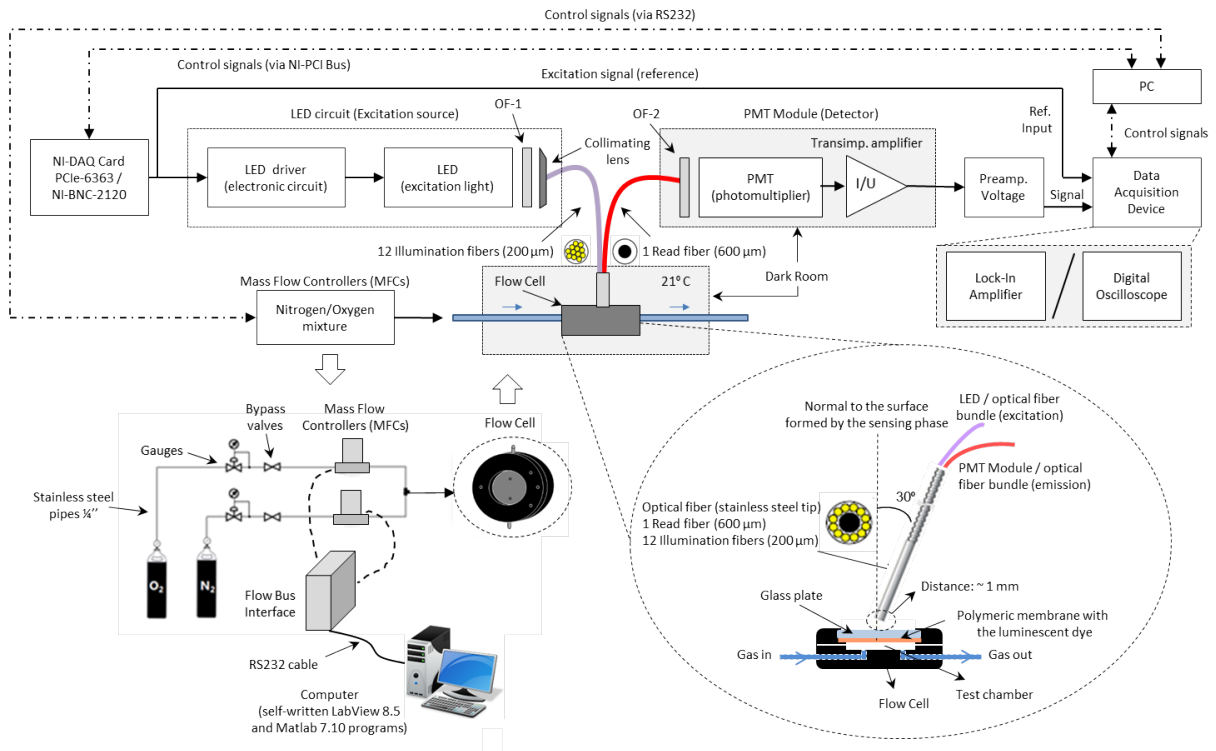 Control signals (via RS232)
Control signals (via NI-PCI Bus)
Excitation signal (reference)
PC
LED circuit (Excitation source)
OF-1
OF-2
PMT Module (Detector)
Ref.
Input
Control signals
Collimating
lens
Transimp. amplifier
NI-DAQ Card
PCIe-6363 /
NI-BNC-2120
LED driver
(electronic circuit)
LED
(excitation light)
PMT
(photomultiplier)
I/U
Preamp.
Voltage
Signal
Data
Acquisition
Device
12 Illumination fibers (200 μm)
1 Read fiber (600 μm)
Dark Room
Mass Flow Controllers (MFCs)
Flow Cell
21º C
Lock-In
Amplifier
Digital
Oscilloscope
Nitrogen/Oxygen
mixture
Bypass
valves
Mass Flow
Controllers (MFCs)
Flow Cell
Gauges
Stainless steel
pipes ¼’’
O2
N2
Flow Bus
Interface
RS232 cable
Computer
(self-written LabView 8.5
and Matlab 7.10 programs)
Normal to the surface
formed by the sensing phase
LED / optical fiber
bundle (excitation)
PMT Module / optical
fiber bundle (emission)
30º
Optical fiber (stainless steel tip)
1 Read fiber (600 μm)
12 Illumination fibers (200 μm)
Distance: ~ 1 mm
Glass plate
Polymeric membrane with
the luminescent dye
Gas in
Gas out
Test chamber
Flow Cell